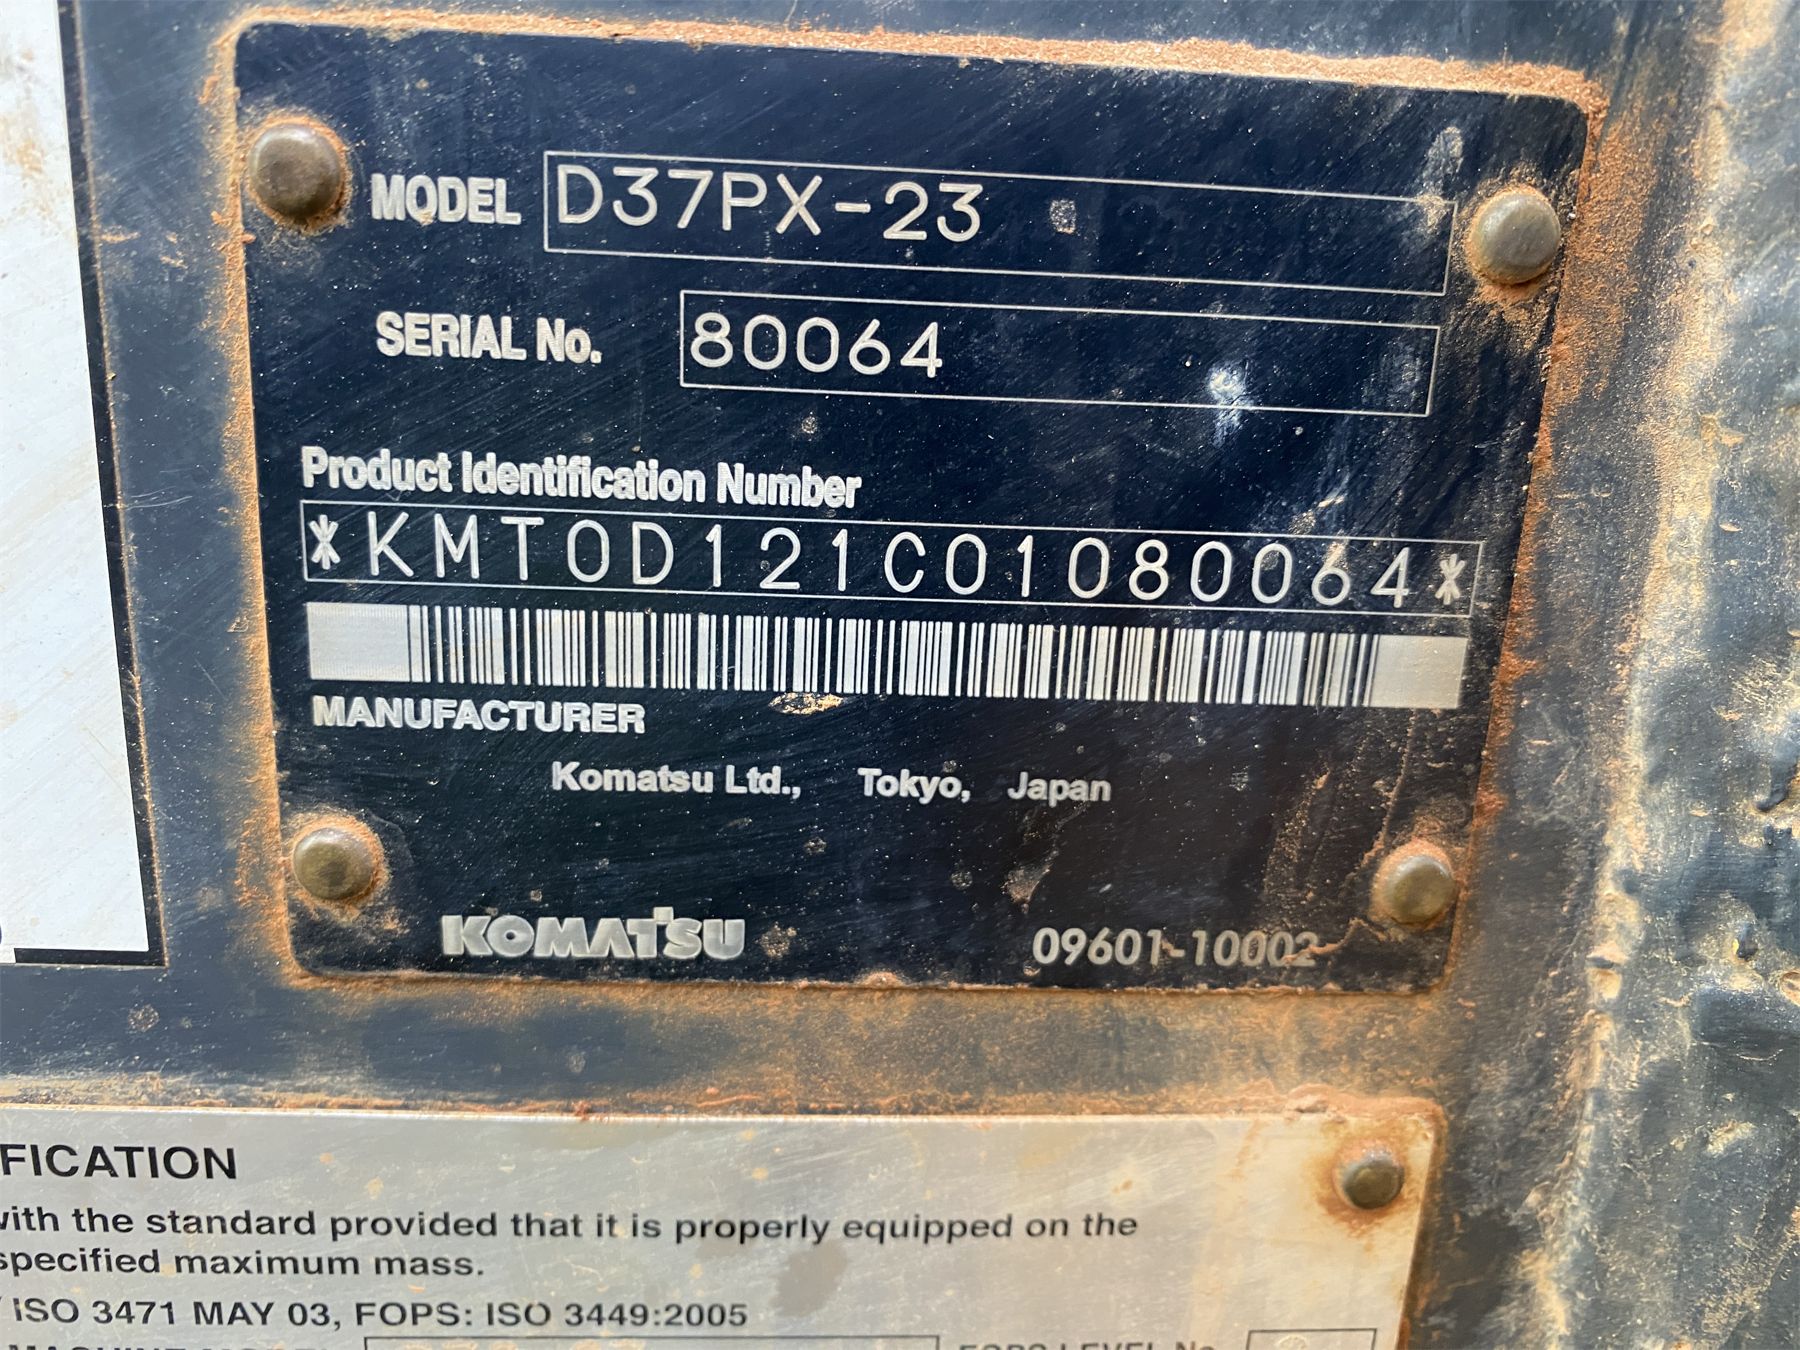 MODEL D37PX-23
SERIAL No. 80064
Product Identification Number
*KMT0D121C01080064*
MANUFACTURER
Komatsu Ltd., Tokyo, Japan
KOMATSU 09601-10002
FICATION
with the standard provided that it is properly equipped on the
specified maximum mass.
ISO 3471 MAY 03, FOPS: ISO 3449:2005